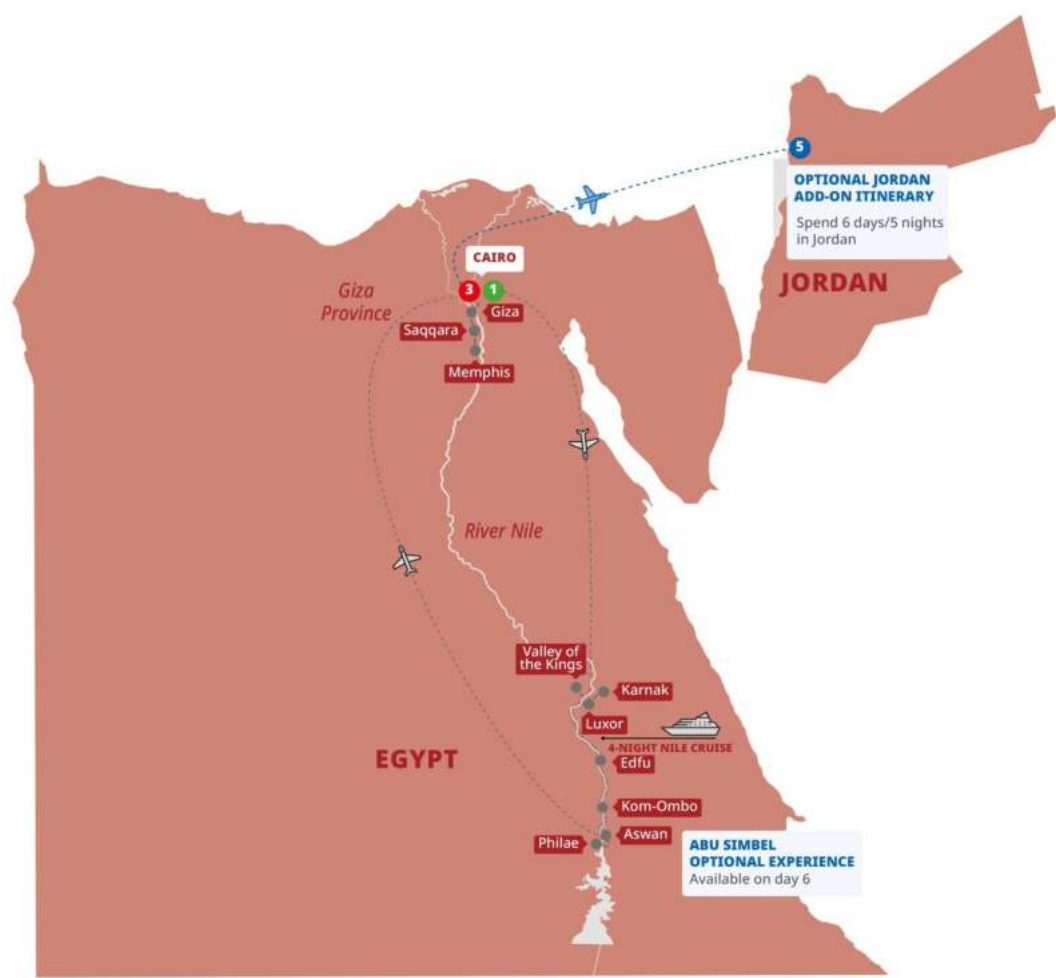 5
OPTIONAL JORDAN
ADD-ON ITINERARY
Spend 6 days/5 nights
in Jordan
JORDAN
CAIRO
3
1
Giza
Province
Giza
Saqqara
Memphis
River Nile
Valley of
the Kings
Karnak
Luxor
4-NIGHT NILE CRUISE
EGYPT
Edfu
Kom-Ombo
Aswan
Philae
ABU SIMBEL
OPTIONAL EXPERIENCE
Available on day 6